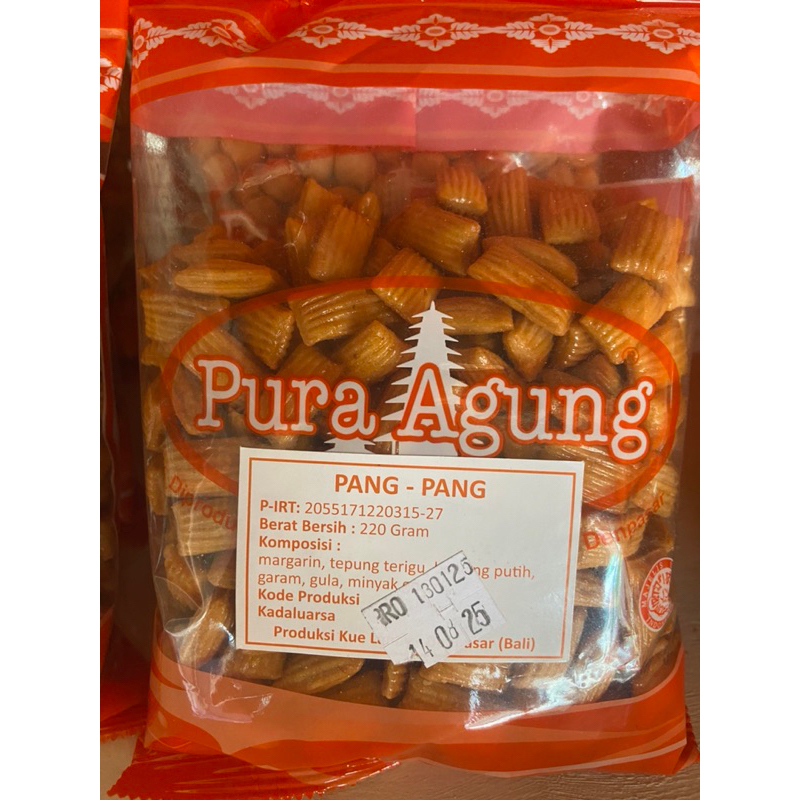 Pura Agung
®
PANG - PANG
P-IRT: 2055171220315-27
Berat Bersih : 220 Gram
Komposisi :
margarin, tepung terigu, putih,
garam, gula, minyak
Kode Produksi
Kadaluarsa
Produksi Kue (Bali)
PRO 130125
H
14 08 25
Denpasar